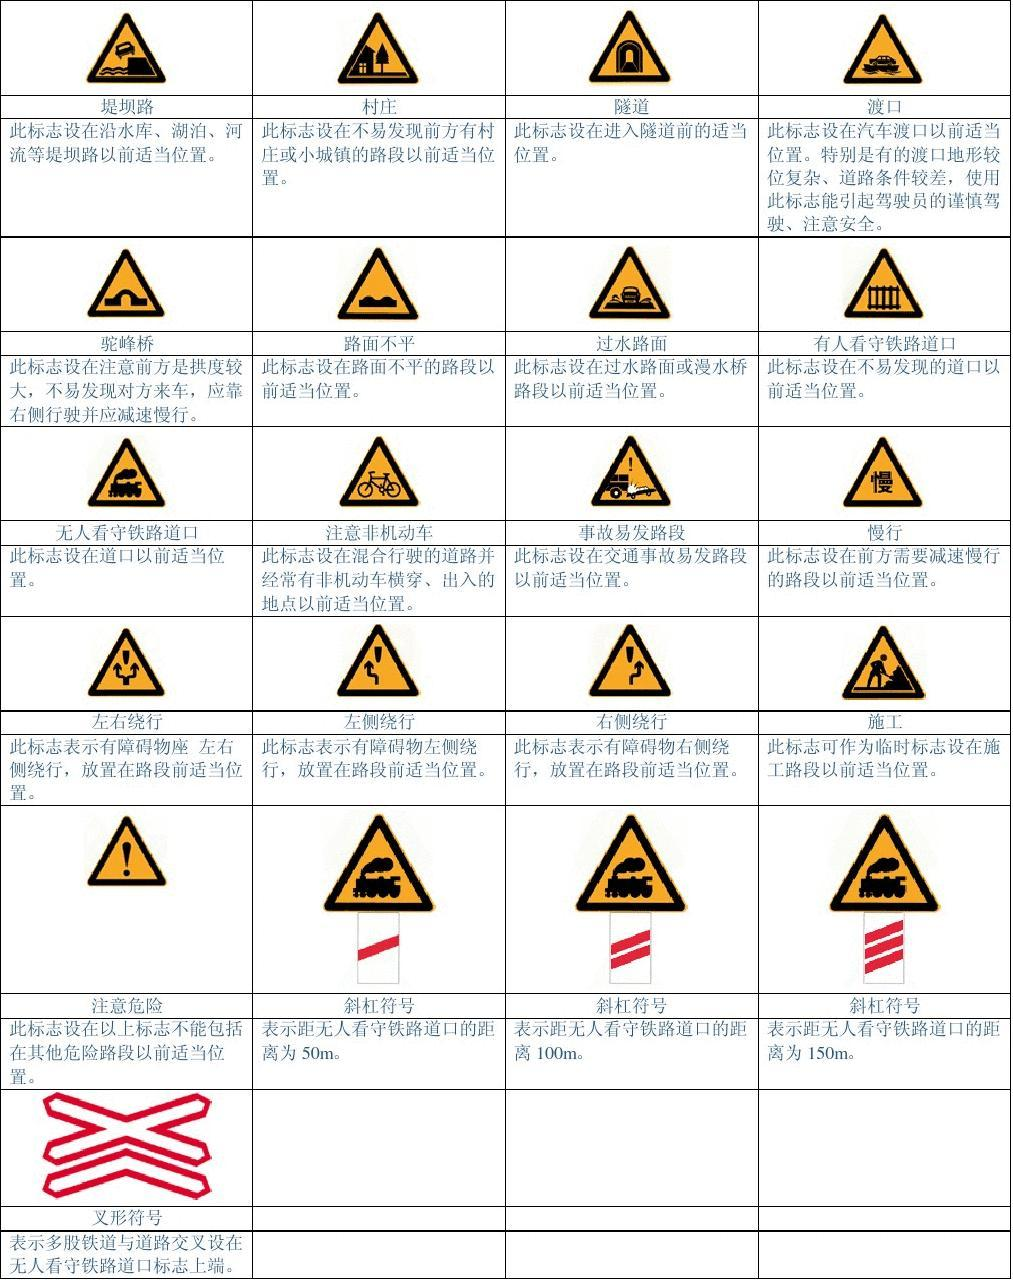 堤坝路
村庄
隧道
渡口
此标志设在沿水库、湖泊、河
流等堤坝路以前适当位置。
此标志设在不易发现前方有村
庄或小城镇的路段以前适当位
置。
此标志设在进入隧道前的适当
位置。
此标志设在汽车渡口以前适当
位置。特别是有的渡口地形较
位复杂、道路条件较差，使用
此标志能引起驾驶员的谨慎驾
驶、注意安全。
驼峰桥
路面不平
过水路面
有人看守铁路道口
此标志设在注意前方是拱度较
大，不易发现对方来车，应靠
右侧行驶并应减速慢行。
此标志设在路面不平的路段以
前适当位置。
此标志设在过水路面或漫水桥
路段以前适当位置。
此标志设在不易发现的道口以
前适当位置。
慢
无人看守铁路道口
注意非机动车
事故易发路段
慢行
此标志设在道口以前适当位
置。
此标志设在混合行驶的道路并
经常有非机动车横穿、出入的
地点以前适当位置。
此标志设在交通事故易发路段
以前适当位置。
此标志设在前方需要减速慢行
的路段以前适当位置。
左右绕行
左侧绕行
右侧绕行
施工
此标志表示有障碍物座 左右
侧绕行，放置在路段前适当位
置。
此标志表示有障碍物左侧绕
行，放置在路段前适当位置。
此标志表示有障碍物右侧绕
行，放置在路段前适当位置。
此标志可作为临时标志设在施
工路段以前适当位置。
注意危险
斜杠符号
斜杠符号
斜杠符号
此标志设在以上标志不能包括
在其他危险路段以前适当位
置。
表示距无人看守铁路道口的距
离为 50m。
表示距无人看守铁路道口的距
离 100m。
表示距无人看守铁路道口的距
离为 150m。
叉形符号
表示多股铁道与道路交叉设在
无人看守铁路道口标志上端。